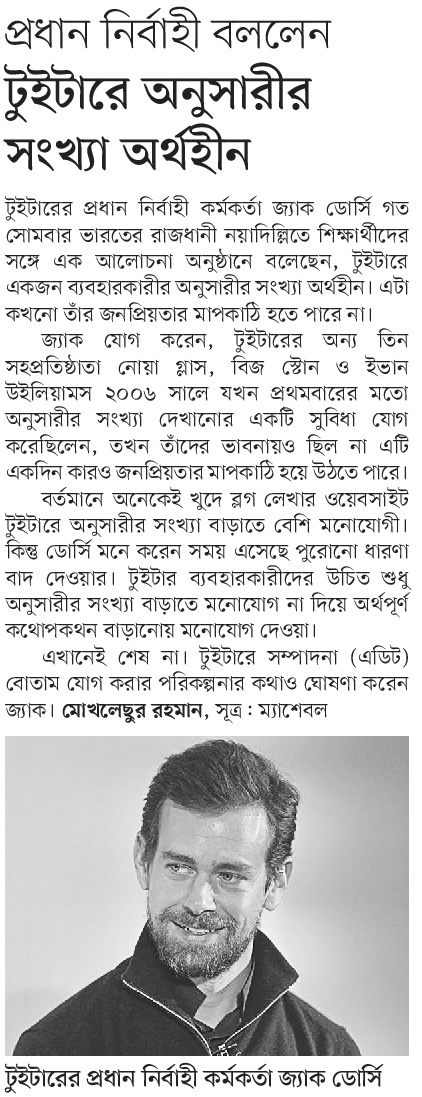 প্রধান নির্বাহী বললেন
টুইটারে অনুসারীর
সংখ্যা অর্থহীন
টুইটারের প্রধান নির্বাহী কর্মকর্তা জ্যাক ডোর্সি গত
সোমবার ভারতের রাজধানী নয়াদিল্লিতে শিক্ষার্থীদের
সঙ্গে এক আলোচনা অনুষ্ঠানে বলেছেন, টুইটারে
একজন ব্যবহারকারীর অনুসারীর সংখ্যা অর্থহীন। এটা
কখনো তাঁর জনপ্রিয়তার মাপকাঠি হতে পারে না।
জ্যাক যোগ করেন, টুইটারের অন্য তিন
সহপ্রতিষ্ঠাতা নোয়া গ্লাস, বিজ স্টোন ও ইভান
উইলিয়ামস ২০০৬ সালে যখন প্রথমবারের মতো
অনুসারীর সংখ্যা দেখানোর একটি সুবিধা যোগ
করেছিলেন, তখন তাঁদের ভাবনায়ও ছিল না এটি
একদিন কারও জনপ্রিয়তার মাপকাঠি হয়ে উঠতে পারে।
বর্তমানে অনেকেই খুদে ব্লগ লেখার ওয়েবসাইট
টুইটারে অনুসারীর সংখ্যা বাড়াতে বেশি মনোযোগী।
কিন্তু ডোর্সি মনে করেন সময় এসেছে পুরোনো ধারণা
বাদ দেওয়ার। টুইটার ব্যবহারকারীদের উচিত শুধু
অনুসারীর সংখ্যা বাড়াতে মনোযোগ না দিয়ে অর্থপূর্ণ
কথোপকথন বাড়ানোয় মনোযোগ দেওয়া।
এখানেই শেষ না। টুইটারে সম্পাদনা (এডিট)
বোতাম যোগ করার পরিকল্পনার কথাও ঘোষণা করেন
জ্যাক। মোখলেছুর রহমান, সূত্র : ম্যাশেবল
টুইটারের প্রধান নির্বাহী কর্মকর্তা জ্যাক ডোর্সি